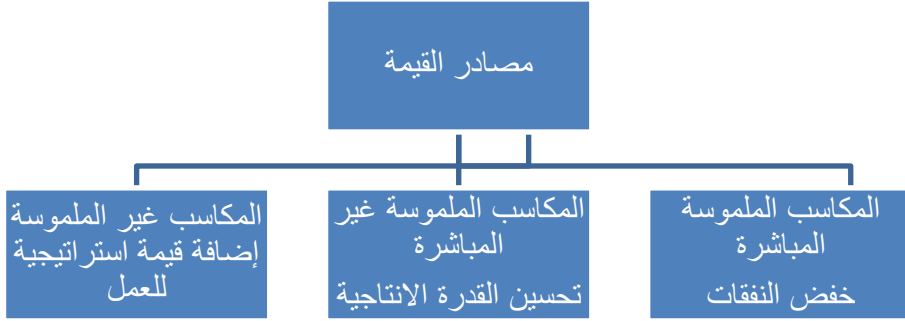 مصادر القيمة
المكاسب الملموسة
المباشرة
خفض النفقات
المكاسب الملموسة غير
المباشرة
تحسين القدرة الانتاجية
المكاسب غير الملموسة
إضافة قيمة استراتيجية
للعمل